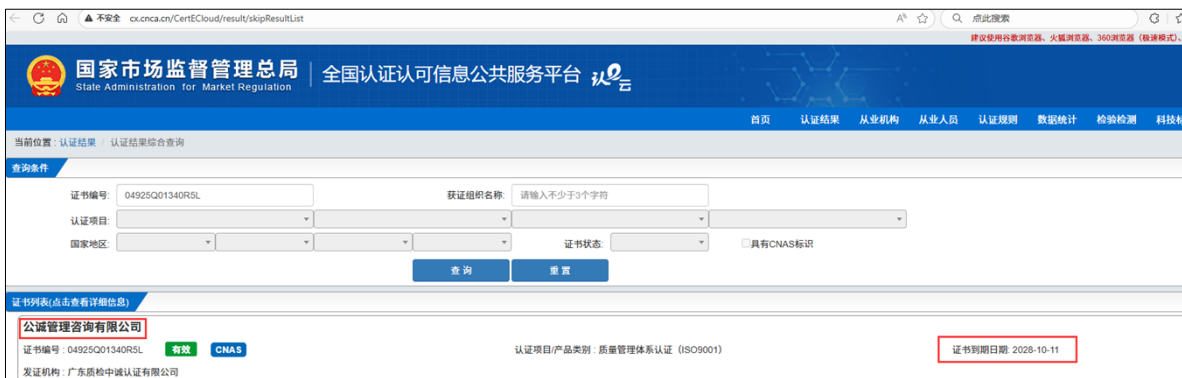 不安全 cx.cnca.cn/CertECloud/result/skipResultList
点此搜索
建议使用谷歌浏览器、火狐浏览器、360浏览器（极速模式）、
国家市场监督管理总局 全国认证认可信息公共服务平台 认e云
State Administration for Market Regulation
首页 认证结果 从业机构 从业人员 认证规则 数据统计 检验检测 科技标
当前位置：认证结果 / 认证结果综合查询
查询条件
证书编号: 04925Q01340R5L 获证组织名称: 请输入不少于3个字符
认证项目:
国家地区: 证书状态: 具有CNAS标识
查 询 重 置
证书列表(点击查看详细信息)
公诚管理咨询有限公司
证书编号 : 04925Q01340R5L 有效 CNAS 认证项目/产品类别 : 质量管理体系认证（ISO9001） 证书到期日期: 2028-10-11
发证机构 : 广东质检中诚认证有限公司